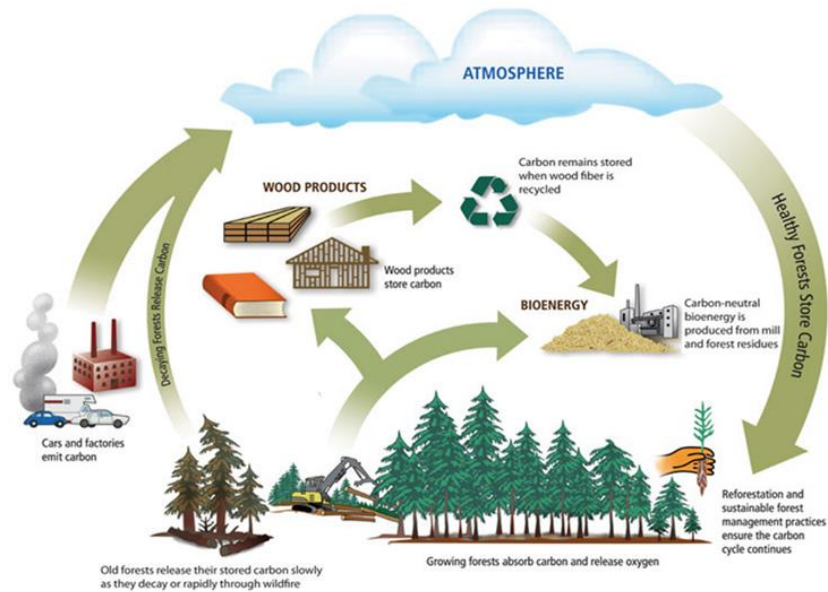 ATMOSPHERE
Carbon remains stored
when wood fiber is
recycled
WOOD PRODUCTS
Wood products
store carbon
BIOENERGY
Carbon-neutral
bioenergy is
produced from mill
and forest residues
Healthy Forests Store Carbon
Decaying Forests Release Carbon
Cars and factories
emit carbon
Reforestation and
sustainable forest
management practices
ensure the carbon
cycle continues
Growing forests absorb carbon and release oxygen
Old forests release their stored carbon slowly
as they decay or rapidly through wildfire